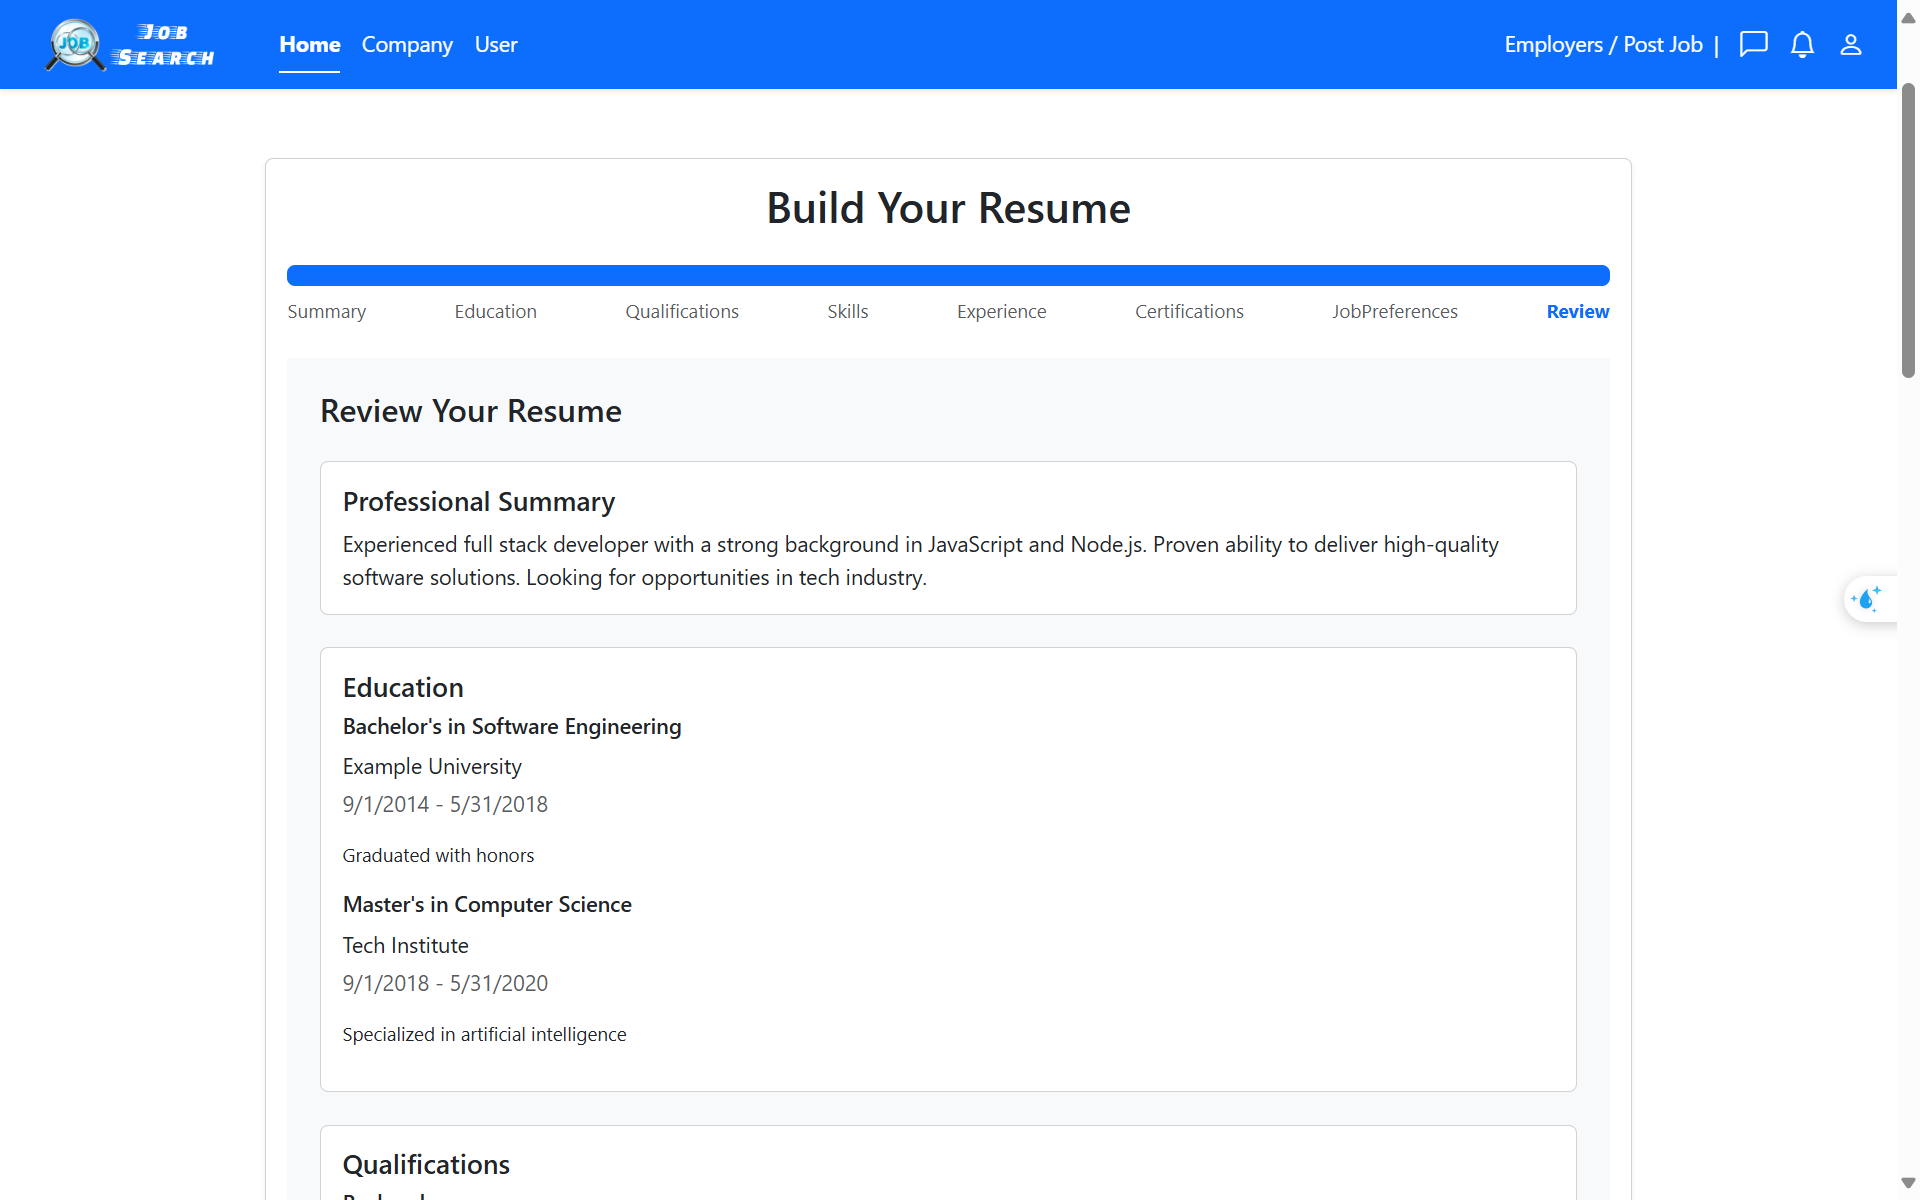 JOB
JOB
SEARCH
Home Company User
Employers / Post Job |
Build Your Resume
Summary Education Qualifications Skills Experience Certifications JobPreferences Review
Review Your Resume
Professional Summary
Experienced full stack developer with a strong background in JavaScript and Node.js. Proven ability to deliver high-quality
software solutions. Looking for opportunities in tech industry.
Education
Bachelor's in Software Engineering
Example University
9/1/2014 - 5/31/2018
Graduated with honors
Master's in Computer Science
Tech Institute
9/1/2018 - 5/31/2020
Specialized in artificial intelligence
Qualifications